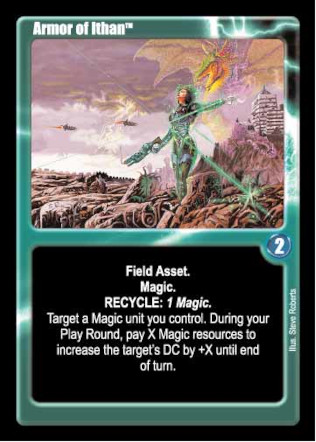 Armor of Ithan™
2
Field Asset.
Magic.
RECYCLE: 1 Magic.
Target a Magic unit you control. During your
Play Round, pay X Magic resources to
increase the target's DC by +X until end
of turn.
Illus. Steve Roberts